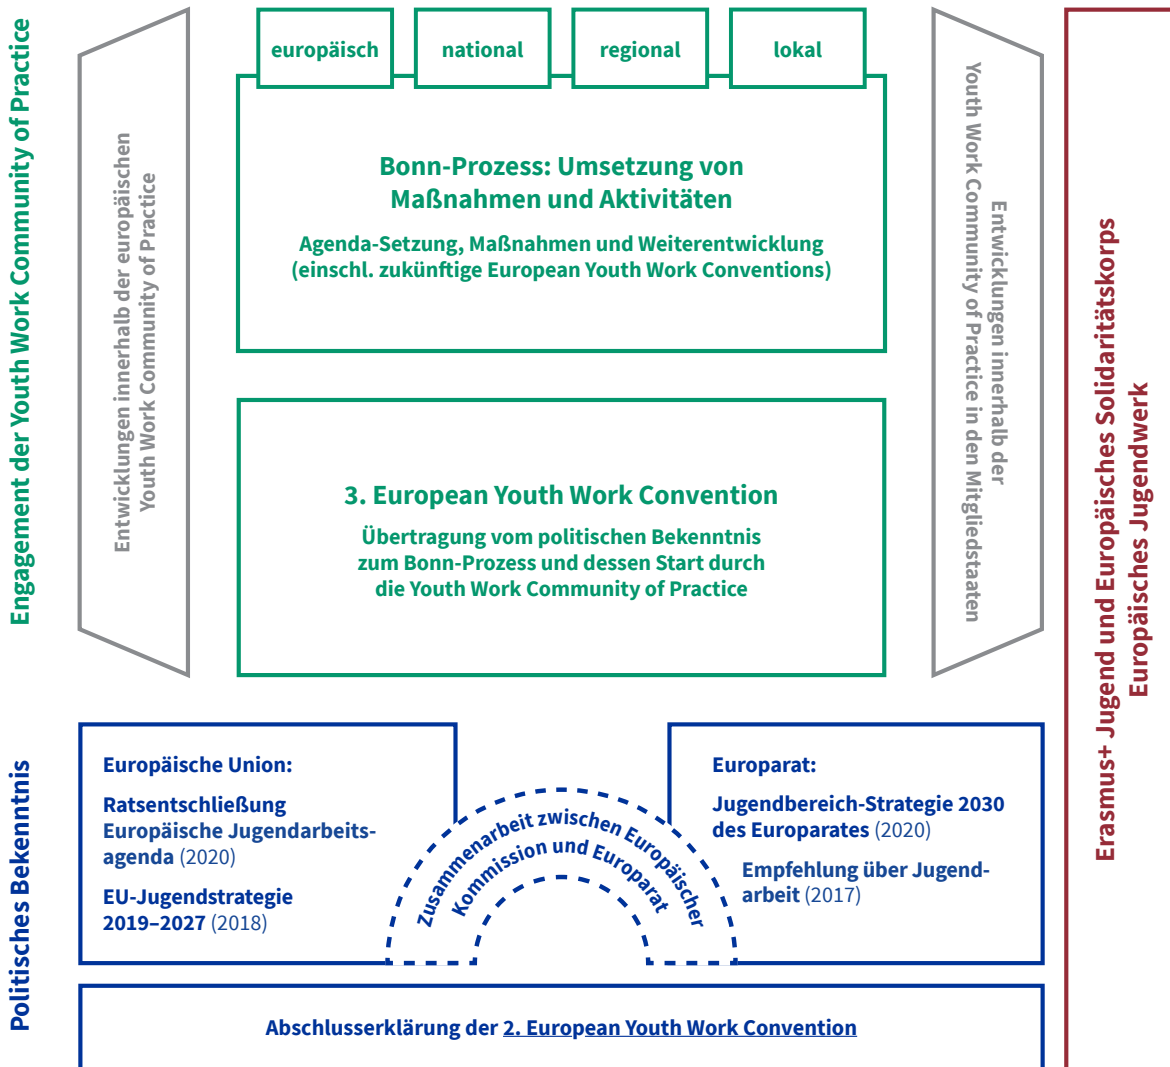 Engagement der Youth Work Community of Practice
Entwicklungen innerhalb der europäischen
Youth Work Community of Practice
europäisch
national
regional
lokal
Bonn-Prozess: Umsetzung von
Maßnahmen und Aktivitäten
Agenda-Setzung, Maßnahmen und Weiterentwicklung
(einschl. zukünftige European Youth Work Conventions)
3. European Youth Work Convention
Übertragung vom politischen Bekenntnis
zum Bonn-Prozess und dessen Start durch
die Youth Work Community of Practice
Entwicklungen innerhalb der
Youth Work Community of Practice in den Mitgliedstaaten
Erasmus+ Jugend und Europäisches Solidaritätskorps
Europäisches Jugendwerk
Politisches Bekenntnis
Europäische Union:
Ratsentschließung
Europäische Jugendarbeits-
agenda (2020)
EU-Jugendstrategie
2019–2027 (2018)
Zusammenarbeit zwischen Europäischer
Kommission und Europarat
Europarat:
Jugendbereich-Strategie 2030
des Europarates (2020)
Empfehlung über Jugend-
arbeit (2017)
Abschlusserklärung der 2. European Youth Work Convention